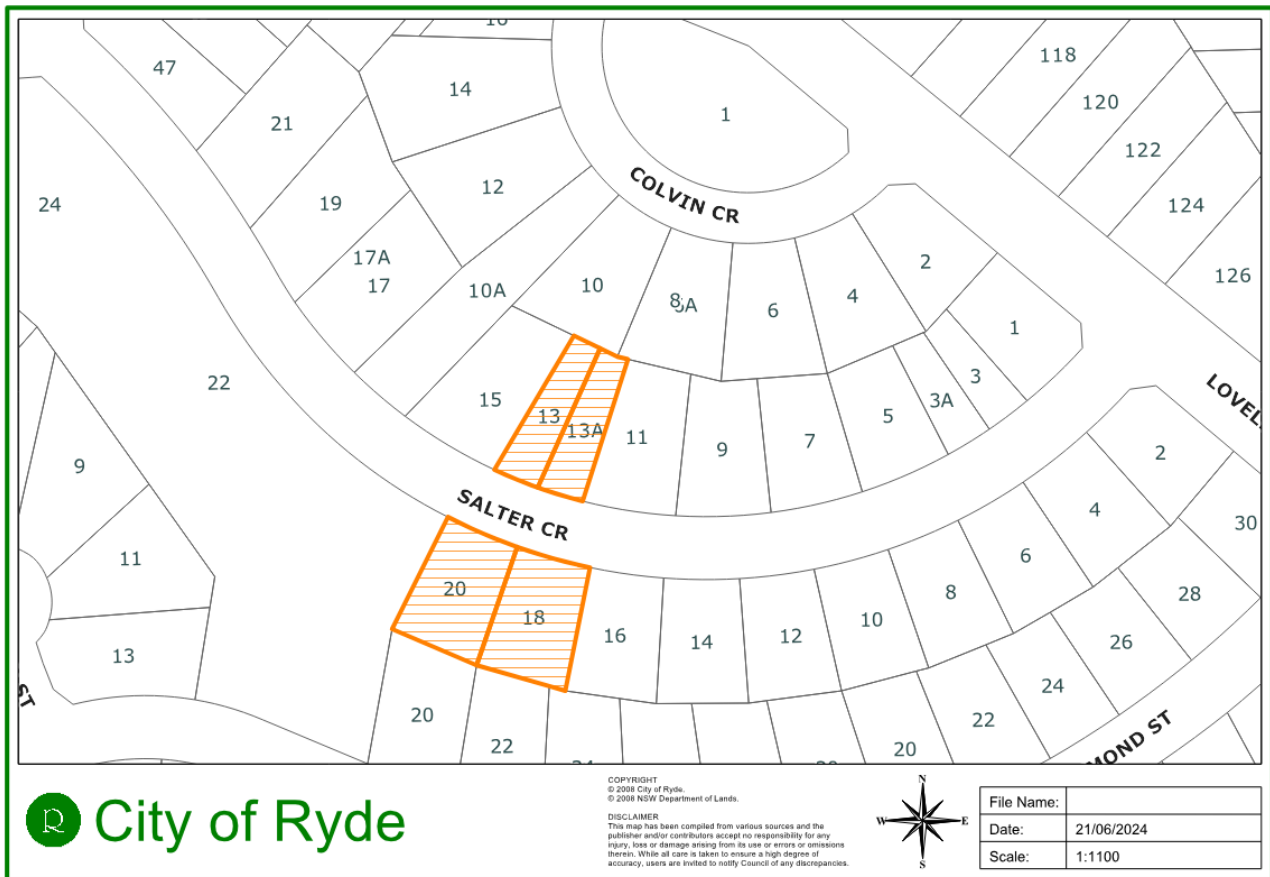 16
47
14
118
120
21
1
122
12
24
19
COLVIN CR
124
17A
17
2
126
10A
10
8
6
4
1
22
3
15
13
13A
3A
5
11
7
9
2
9
SALTER CR
4
30
11
20
18
6
8
28
10
16
14
12
26
13
ST
24
20
22
22
20
MOND ST
City of Ryde
COPYRIGHT
© 2008 City of Ryde.
© 2008 NSW Department of Lands.
DISCLAIMER
This map has been compiled from various sources and the
publisher and/or contributors accept no responsibility for any
injury, loss or damage arising from its use or errors or omissions
therein. While all care is taken to ensure a high degree of
accuracy, users are invited to notify Council of any discrepancies.
N
W E
S
File Name:
Date: 21/06/2024
Scale: 1:1100